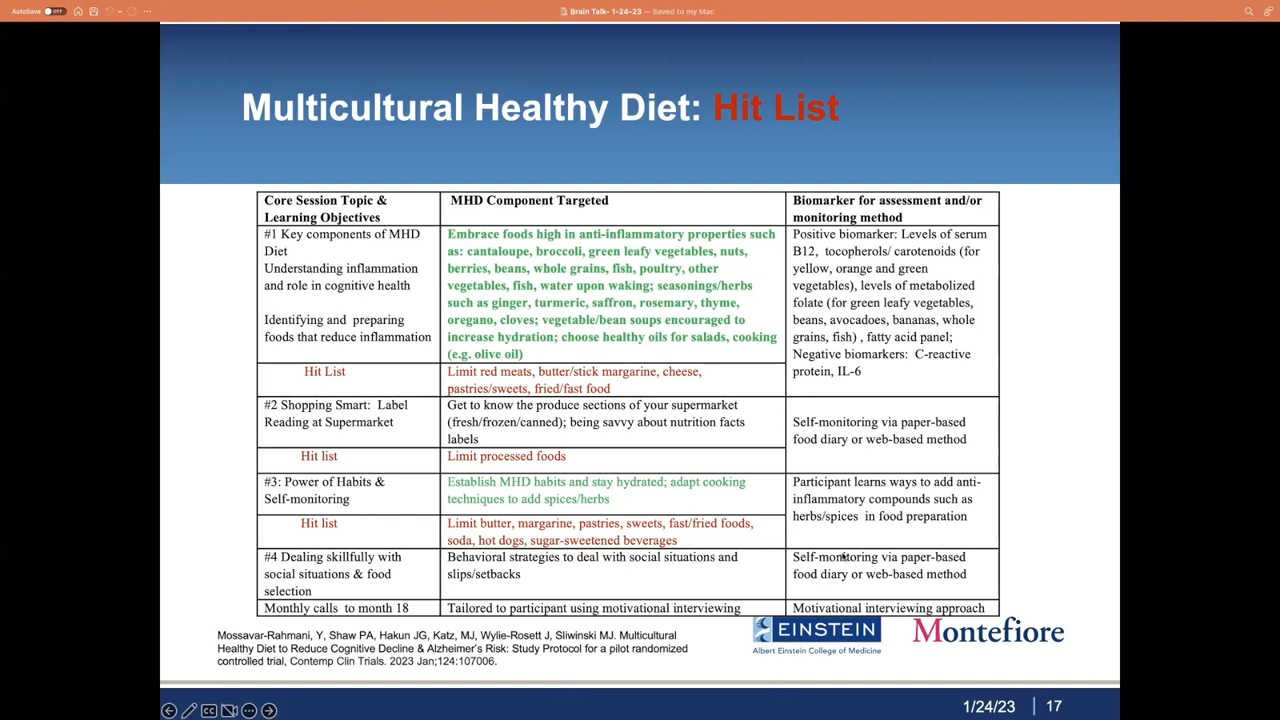 AutoSave OFF
Brain Talk- 1-24-23 — Saved to my Mac
Multicultural Healthy Diet: Hit List
Core Session Topic &
Learning Objectives
MHD Component Targeted
Biomarker for assessment and/or
monitoring method
#1 Key components of MHD
Diet
Understanding inflammation
and role in cognitive health
Identifying and preparing
foods that reduce inflammation
Embrace foods high in anti-inflammatory properties such
as: cantaloupe, broccoli, green leafy vegetables, nuts,
berries, beans, whole grains, fish, poultry, other
vegetables, fish, water upon waking; seasonings/herbs
such as ginger, turmeric, saffron, rosemary, thyme,
oregano, cloves; vegetable/bean soups encouraged to
increase hydration; choose healthy oils for salads, cooking
(e.g. olive oil)
Positive biomarker: Levels of serum
B12, tocopherols/ carotenoids (for
yellow, orange and green
vegetables), levels of metabolized
folate (for green leafy vegetables,
beans, avocadoes, bananas, whole
grains, fish) , fatty acid panel;
Negative biomarkers: C-reactive
protein, IL-6
Hit List
Limit red meats, butter/stick margarine, cheese,
pastries/sweets, fried/fast food
#2 Shopping Smart: Label
Reading at Supermarket
Get to know the produce sections of your supermarket
(fresh/frozen/canned); being savvy about nutrition facts
labels
Self-monitoring via paper-based
food diary or web-based method
Hit list
Limit processed foods
#3: Power of Habits &
Self-monitoring
Establish MHD habits and stay hydrated; adapt cooking
techniques to add spices/herbs
Participant learns ways to add anti-
inflammatory compounds such as
herbs/spices in food preparation
Hit list
Limit butter, margarine, pastries, sweets, fast/fried foods,
soda, hot dogs, sugar-sweetened beverages
#4 Dealing skillfully with
social situations & food
selection
Behavioral strategies to deal with social situations and
slips/setbacks
Self-monitoring via paper-based
food diary or web-based method
Monthly calls to month 18
Tailored to participant using motivational interviewing
Motivational interviewing approach
Mossavar-Rahmani, Y, Shaw PA, Hakun JG, Katz, MJ, Wylie-Rosett J, Sliwinski MJ. Multicultural
Healthy Diet to Reduce Cognitive Decline & Alzheimer's Risk: Study Protocol for a pilot randomized
controlled trial, Contemp Clin Trials. 2023 Jan;124:107006.
EINSTEIN
Albert Einstein College of Medicine
Montefiore
CC
1/24/23
17